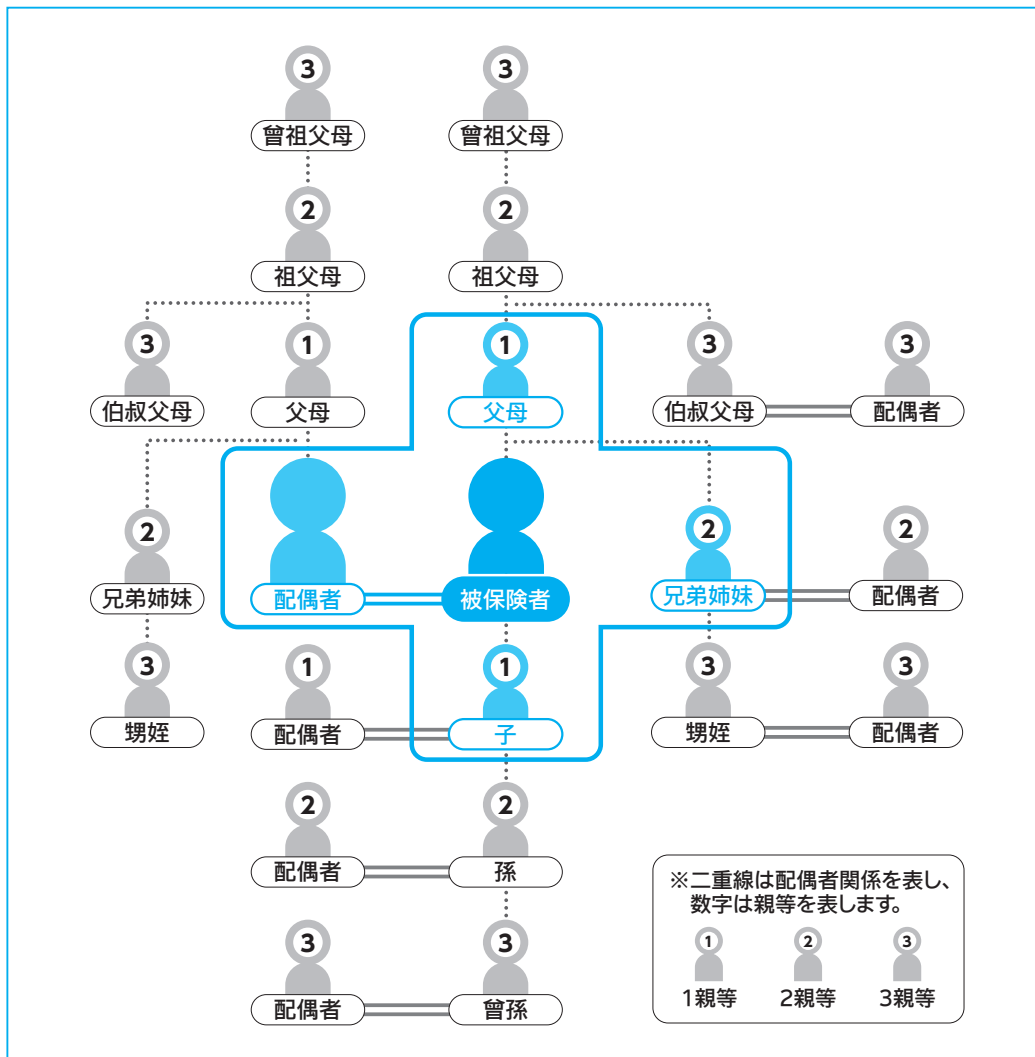 3 3
曾祖父母 曾祖父母
2 2
祖父母 祖父母
3 1 1 3 3
伯叔父母 父母 父母 伯叔父母 配偶者
2 2 2
兄弟姉妹 配偶者 被保険者 兄弟姉妹 配偶者
3 1 1 3 3
甥姪 配偶者 子 甥姪 配偶者
2 2
配偶者 孫
3 3
配偶者 曾孫
※二重線は配偶者関係を表し、
数字は親等を表します。
1 2 3
1親等 2親等 3親等